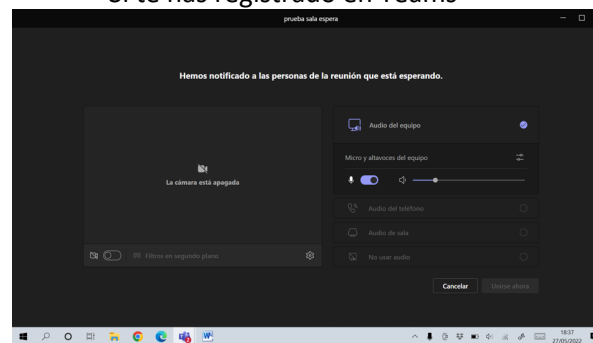 Si te has registrado en Teams
prueba sala espera
Hemos notificado a las personas de la reunión que está esperando.
Audio del equipo
Micro y altavoces del equipo
La cámara está apagada
Audio del teléfono
Audio de sala
Filtros en segundo plano
No usar audio
Cancelar
Unirse ahora
18:37
27/05/2022